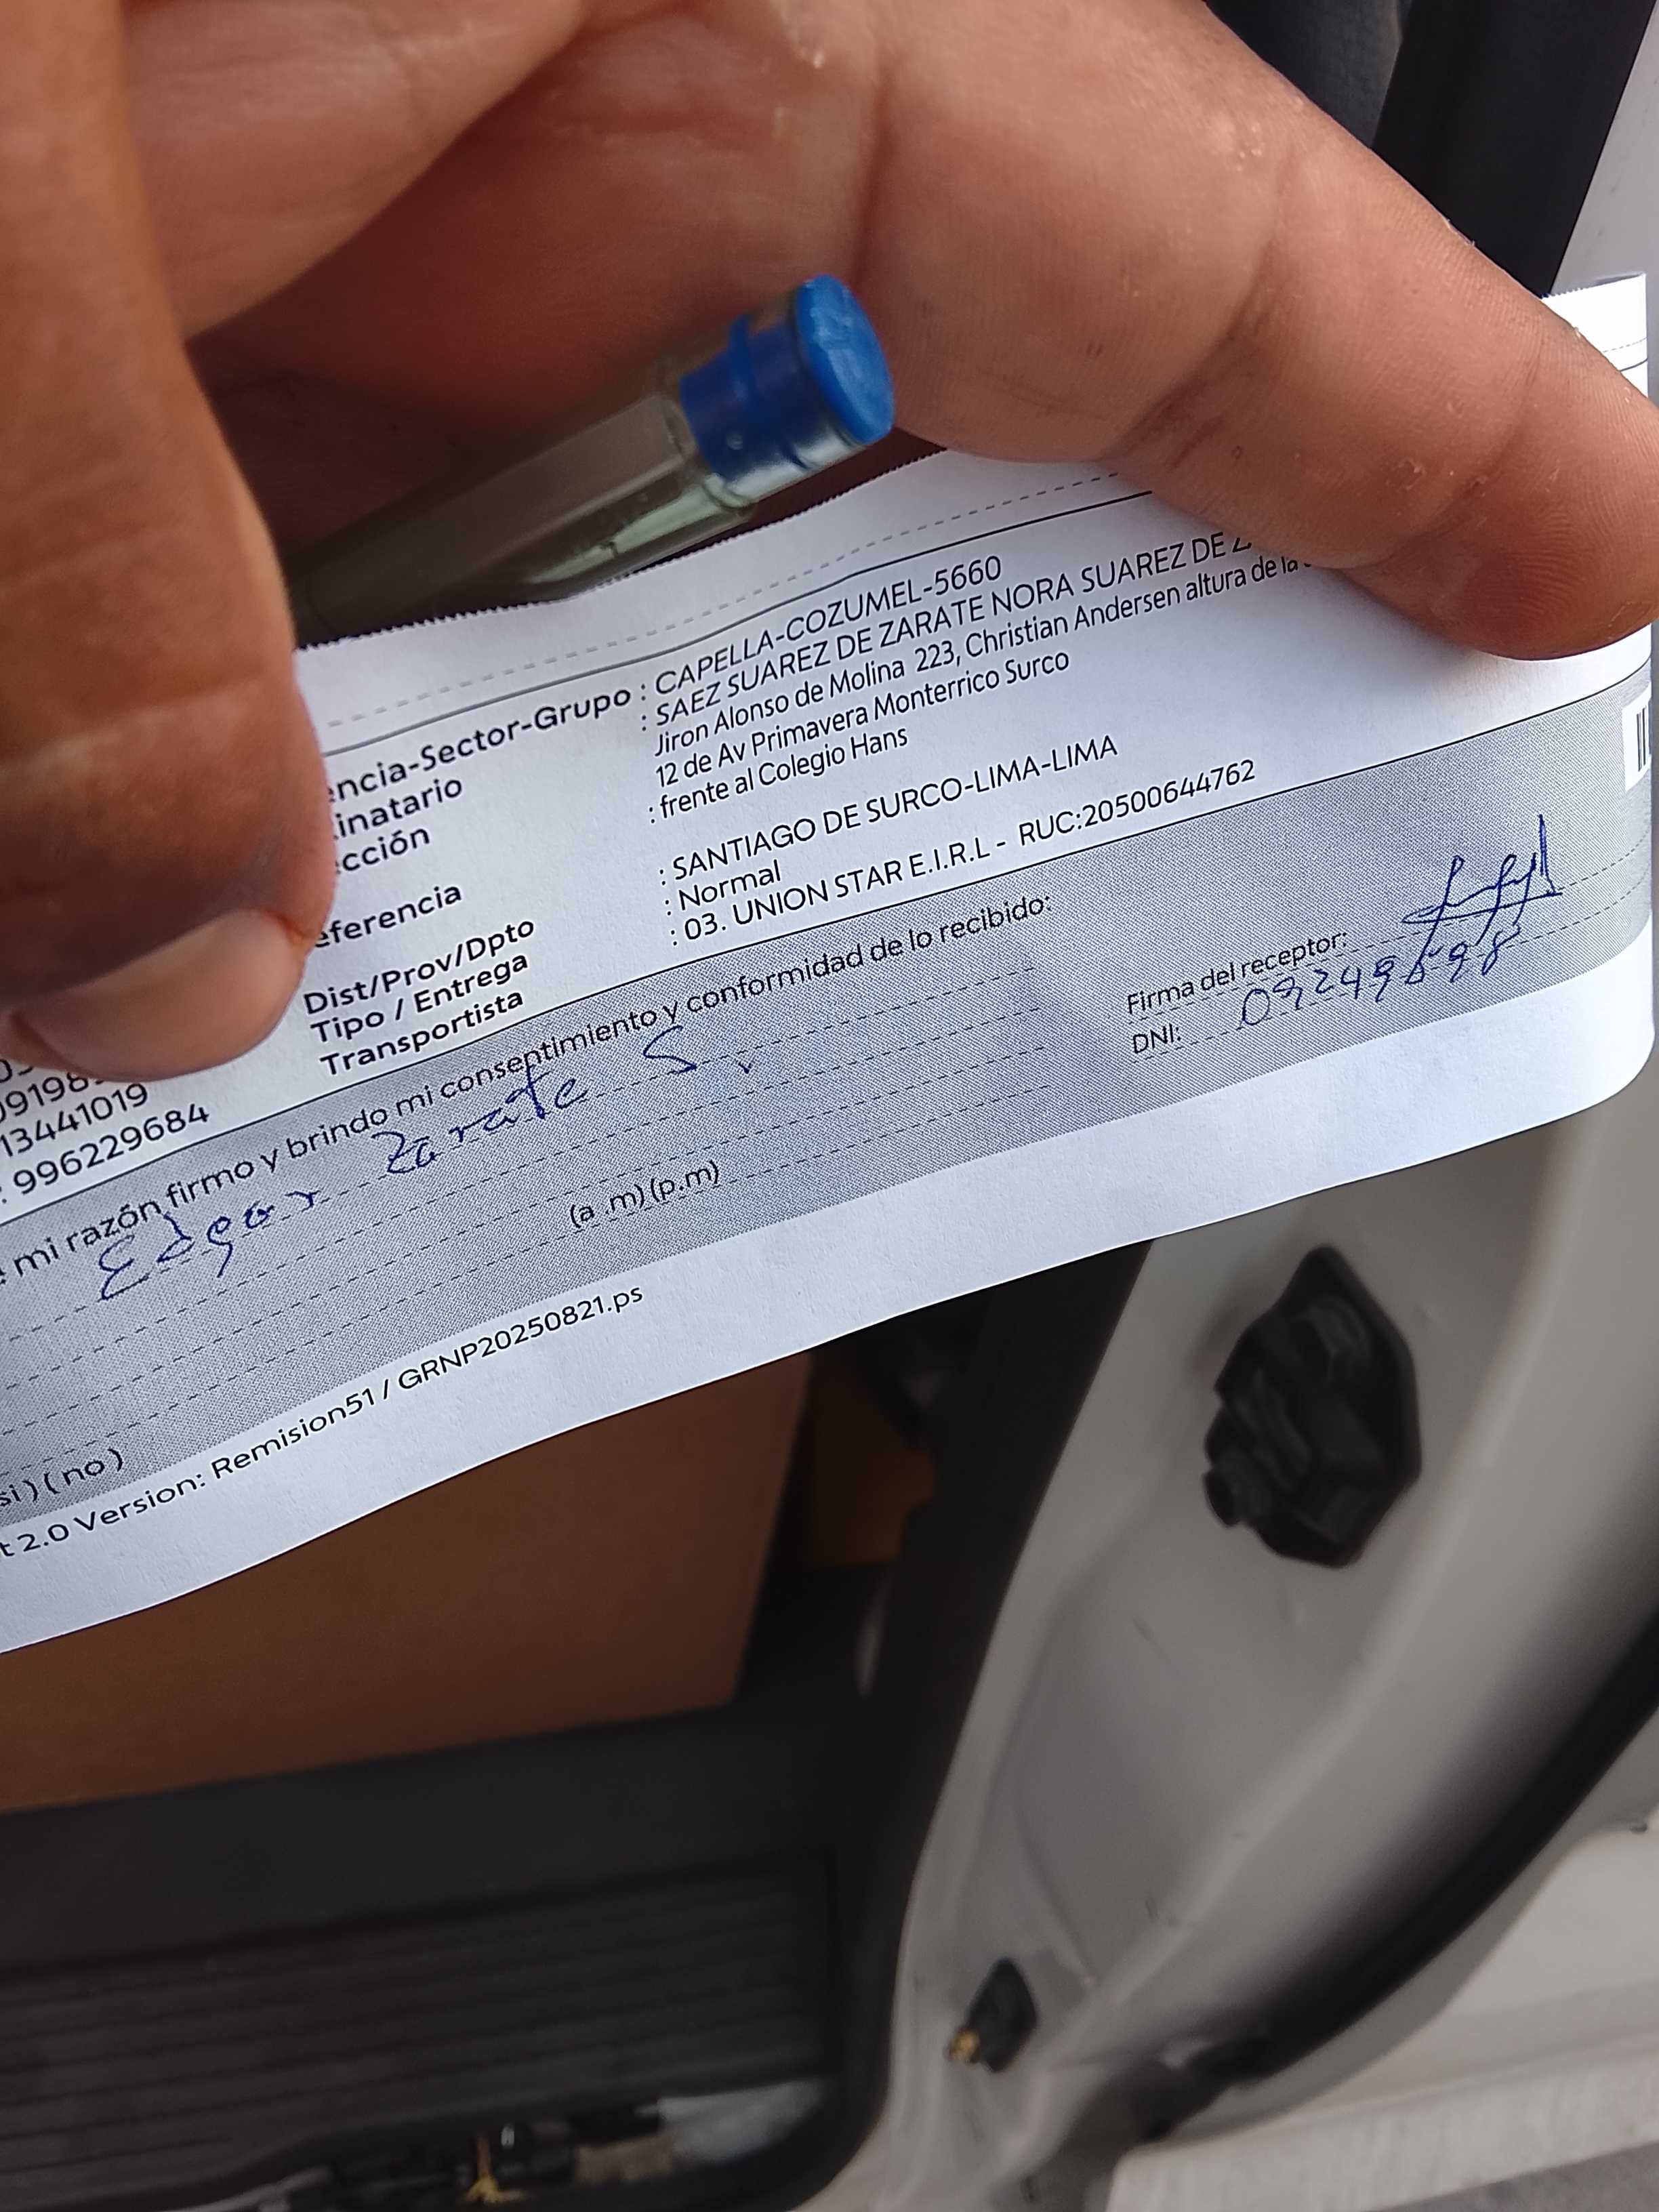 ncia-Sector-Grupo : CAPELLA-COZUMEL-5660
inatario : SAEZ SUAREZ DE ZARATE NORA SUAREZ DE
cción Jiron Alonso de Molina 223, Christian Andersen altura de la
12 de Av Primavera Monterrico Surco
eferencia : frente al Colegio Hans
Dist/Prov/Dpto : SANTIAGO DE SURCO-LIMA-LIMA
Tipo / Entrega : Normal
Transportista : 03. UNION STAR E.I.R.L - RUC:20500644762
13441019
: 996229684
mi razón firmo y brindo mi consentimiento y conformidad de lo recibido:
Edgar Zarate S.
Firma del receptor:
DNI:
(a .m) (p.m)
si ) ( no )
t 2.0 Version: Remision51 / GRNP20250821.ps